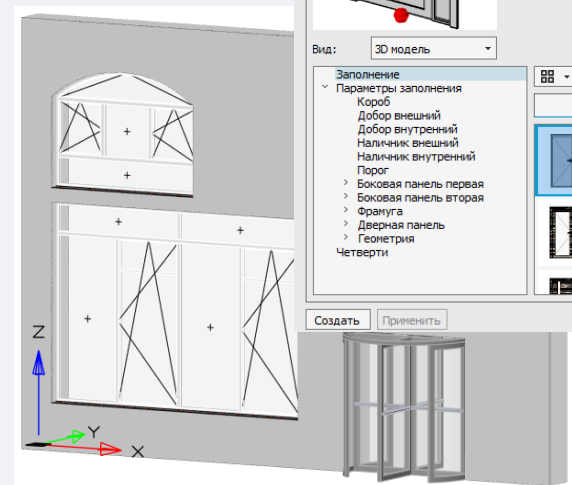 Вид:
3D модель
Заполнение
Параметры заполнения
Короб
Добор внешний
Добор внутренний
Наличник внешний
Наличник внутренний
Порог
Боковая панель первая
Боковая панель вторая
Фрамуга
Дверная панель
Геометрия
Четверти
Создать
Применить
Z
Y
X